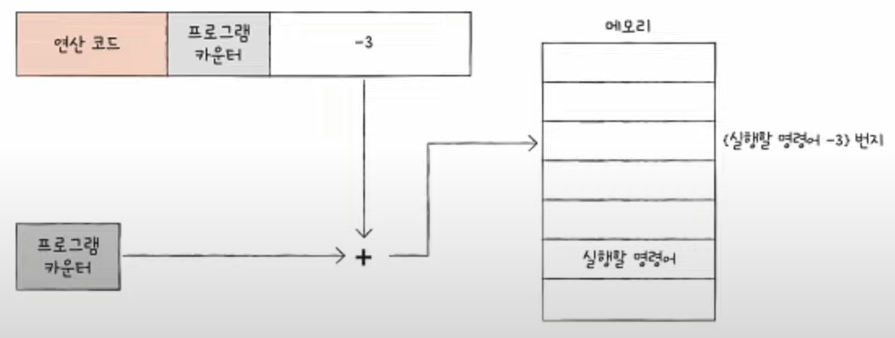 메모리
연산 코드
프로그램
카운터
-3
{실행할 명령어 -3} 번지
프로그램
카운터
+
실행할 명령어